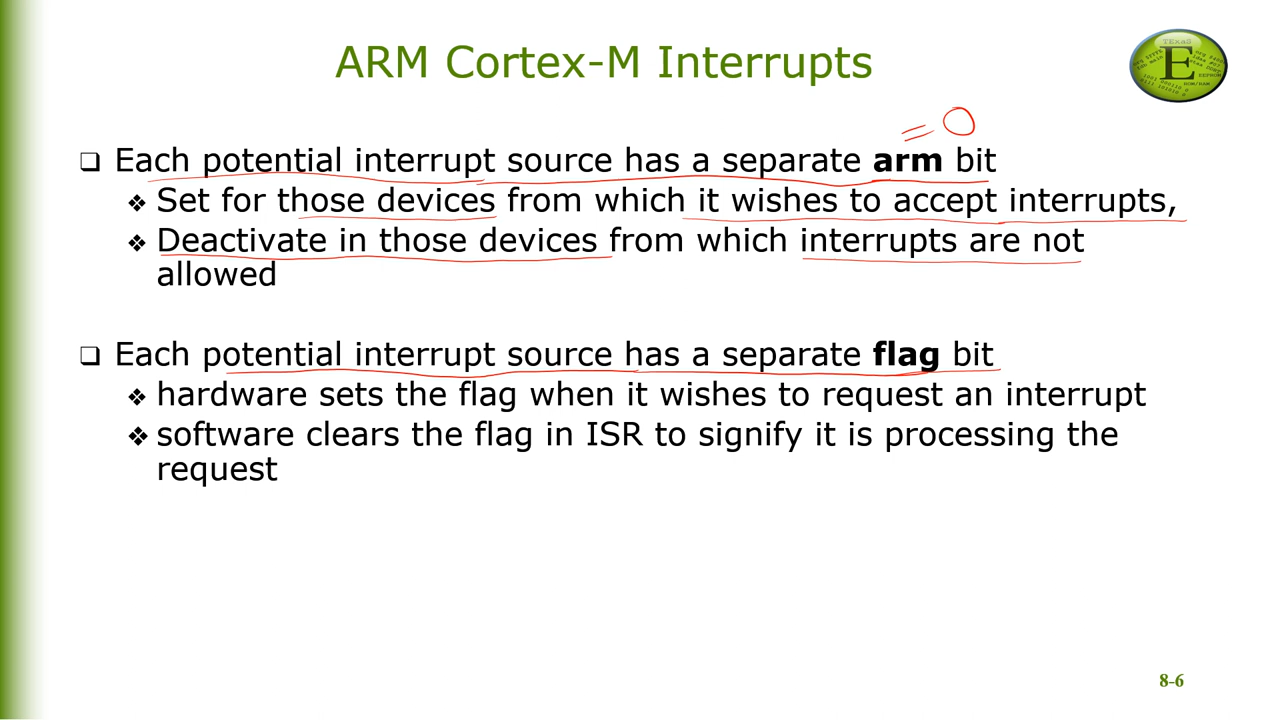 ARM Cortex-M Interrupts
TExaS
E
EEPROM
= 0
❑ Each potential interrupt source has a separate arm bit
❖ Set for those devices from which it wishes to accept interrupts,
❖ Deactivate in those devices from which interrupts are not
allowed
❑ Each potential interrupt source has a separate flag bit
❖ hardware sets the flag when it wishes to request an interrupt
❖ software clears the flag in ISR to signify it is processing the
request
8-6